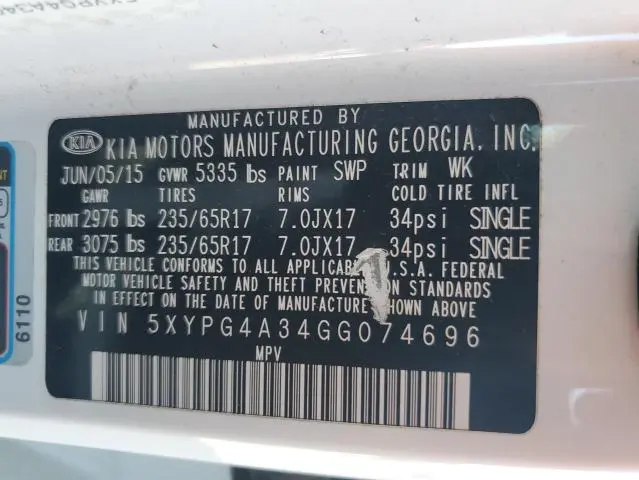 MANUFACTURED BY
KIA KIA MOTORS MANUFACTURING GEORGIA, INC.
JUN/05/15 GVWR 5335 lbs PAINT SWP TRIM WK
GAWR TIRES RIMS COLD TIRE INFL
FRONT 2976 lbs 235/65R17 7.0JX17 34psi SINGLE
REAR 3075 lbs 235/65R17 7.0JX17 34psi SINGLE
THIS VEHICLE CONFORMS TO ALL APPLICABLE U.S.A. FEDERAL
MOTOR VEHICLE SAFETY AND THEFT PREVENTION STANDARDS
IN EFFECT ON THE DATE OF MANUFACTURE SHOWN ABOVE
VIN 5XYPG4A34GG074696
MPV
6110